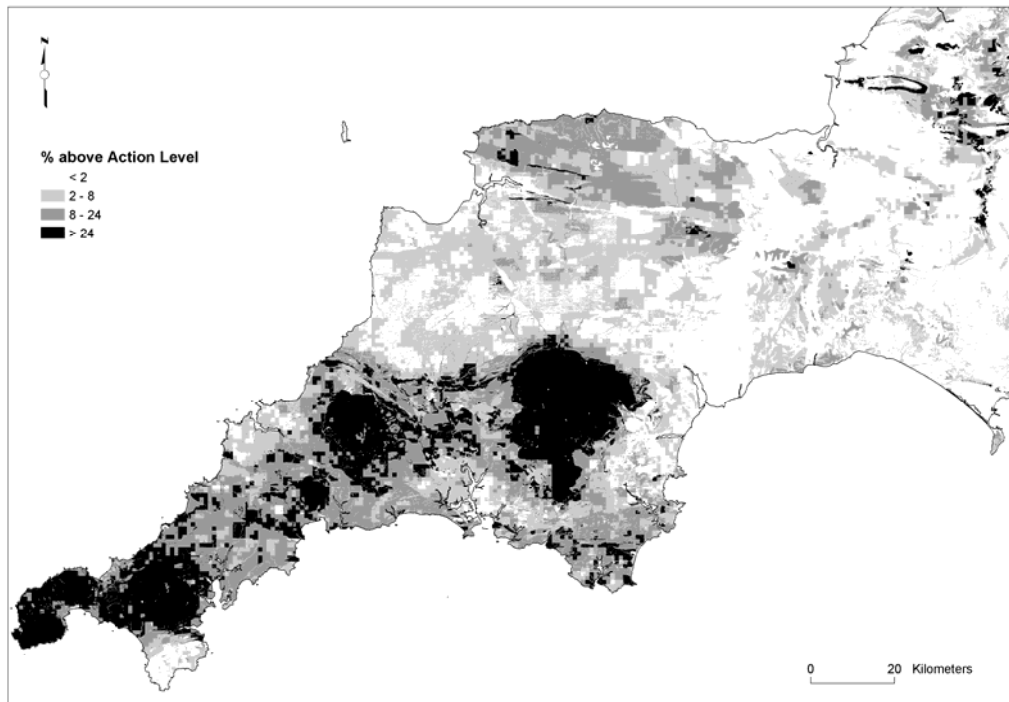 N
% above Action Level
< 2
2 - 8
8 - 24
> 24
0 20 Kilometers